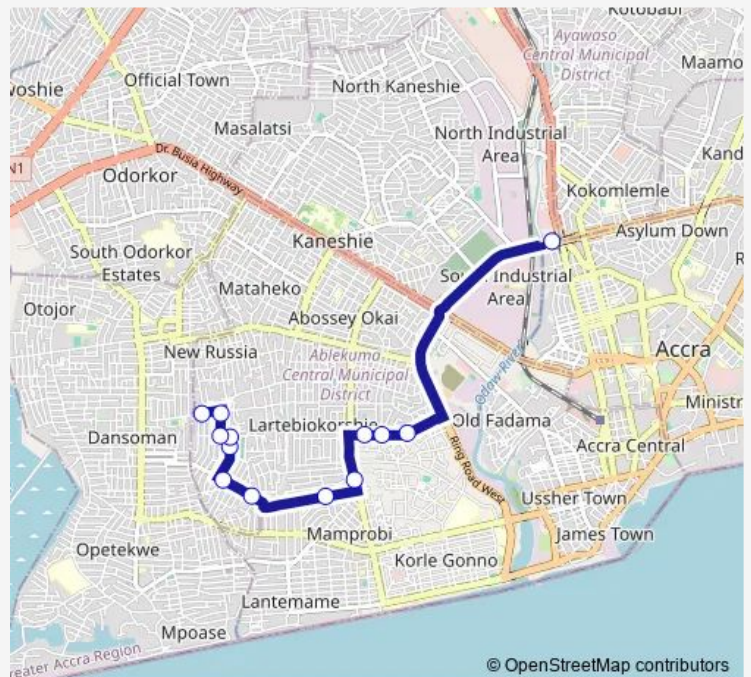 Kotobabi
Ayawaso
Central Municipal
District
Maamo
Official Town
North Kaneshie
voshie
Masalatsi
North Industrial
Area
Kand
Dr. Busia Highway
N1
Odorkor
Kokomlemle
Asylum Down
Kaneshie
South Odorkor
Estates
R
South Industrial
Area
Mataheko
Otojor
Abossey Okai
New Russia
Ablekuma
Central Municipal
District
Accra
Odaw River
Ministr
Lartebiokorshie
Old Fadama
Dansoman
Accra Central
Ring Road West
Ussher Town
Mamprobi
James Town
Opetekwe
Korle Gonno
Lantemame
Mpoase
reater Accra Region
© OpenStreetMap contributors